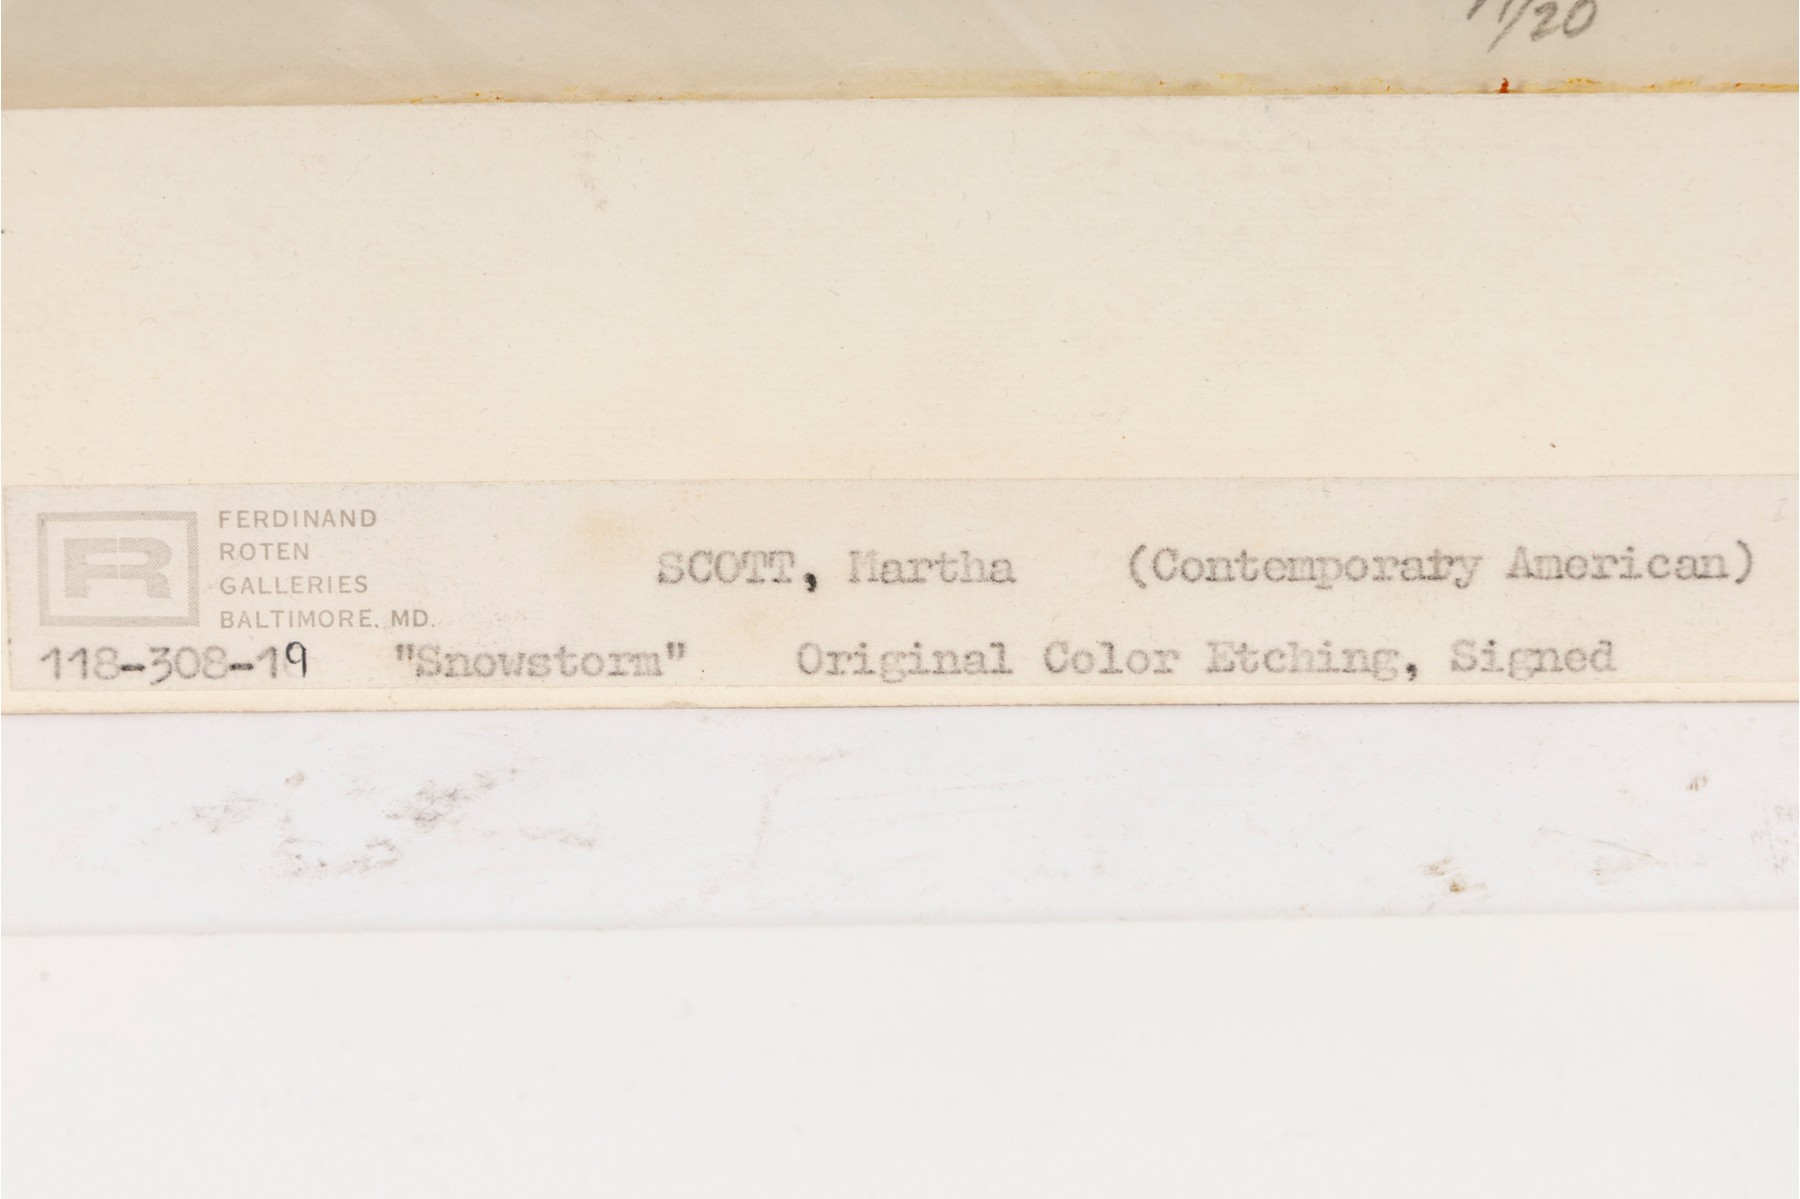 11/20
FERDINAND
ROTEN
GALLERIES
BALTIMORE, MD.
SCOTT, Martha (Contemporary American)
118-308-19 "Snowstorm" Original Color Etching, Signed